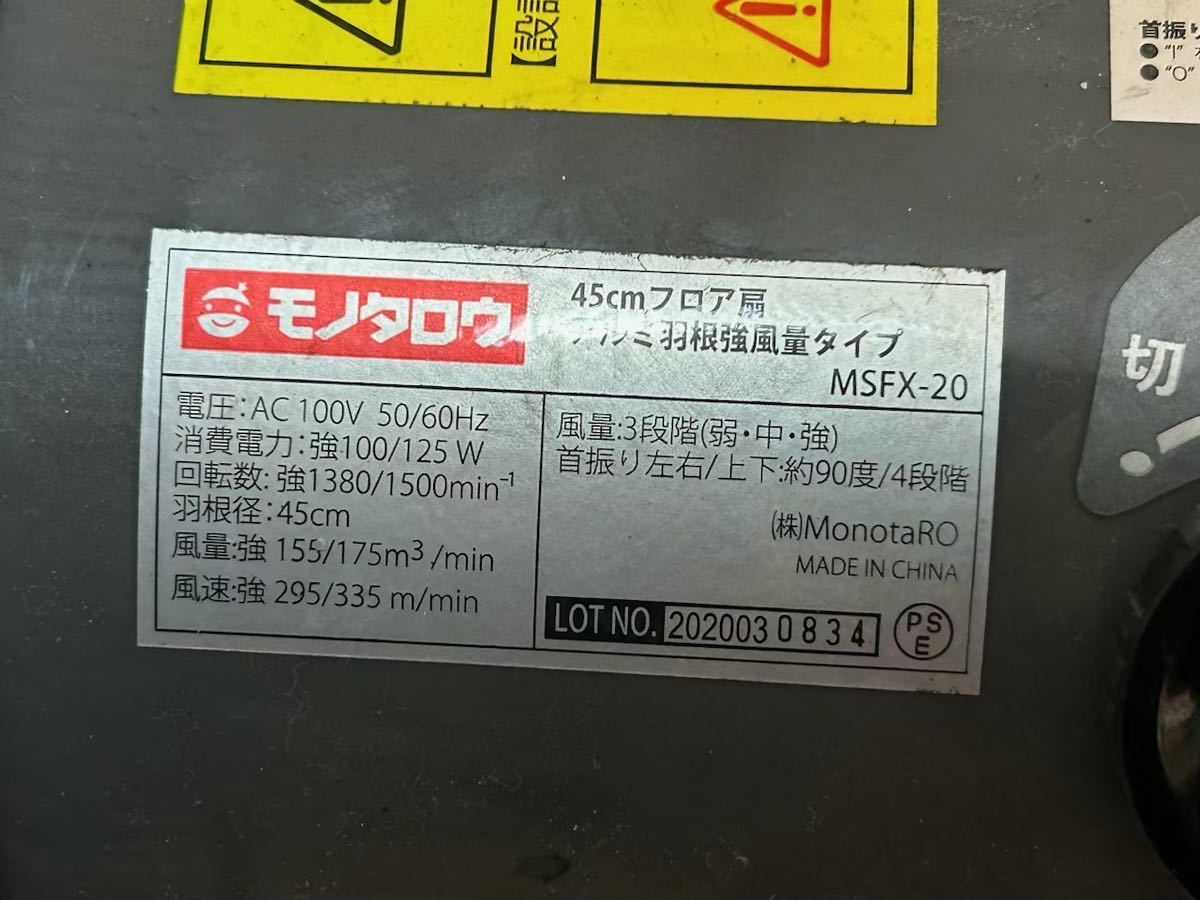 【設
首振り
● "I"
● "O"
モノタロウ
45cmフロア扇
アルミ羽根強風量タイプ
MSFX-20
電圧:AC 100V 50/60Hz
消費電力:強100/125 W
回転数:強1380/1500min⁻¹
羽根径:45cm
風量:強 155/175m³/min
風速:強 295/335 m/min
風量:3段階(弱・中・強)
首振り左右/上下:約90度/4段階
(株)MonotaRO
MADE IN CHINA
LOT NO. 2020030834
PSE
切